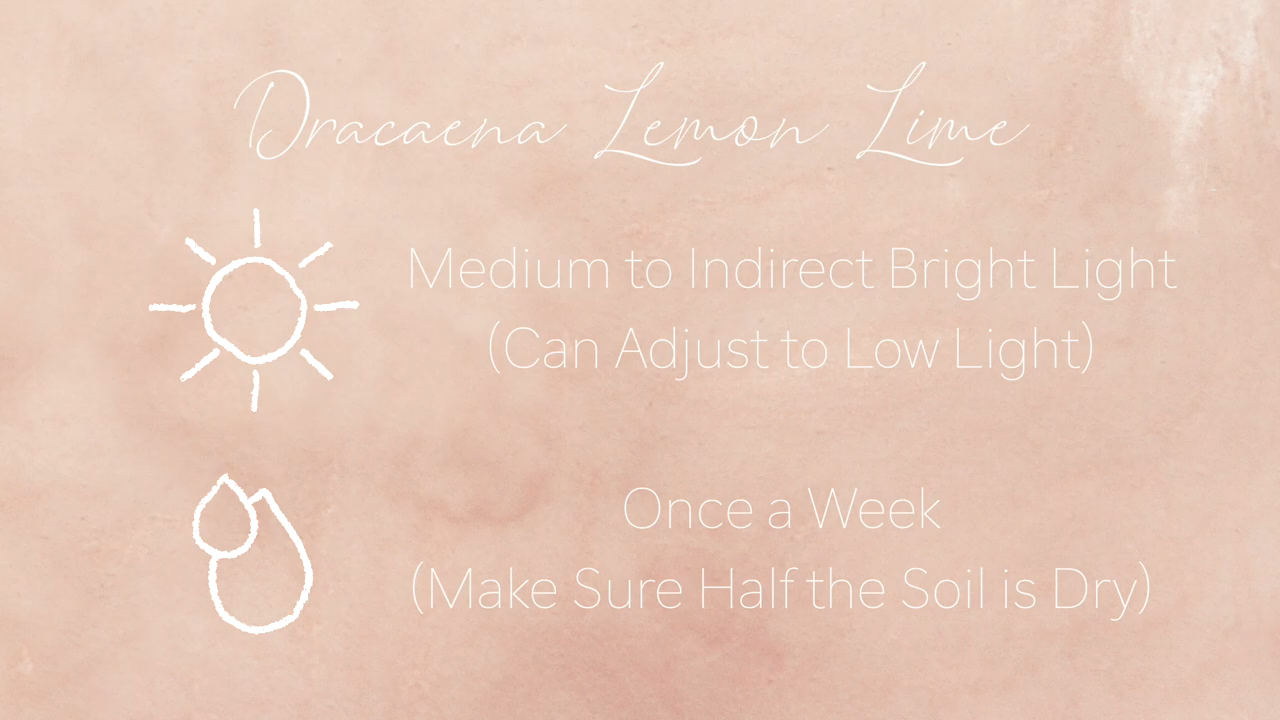 Dracaena Lemon Lime
Medium to Indirect Bright Light
(Can Adjust to Low Light)
Once a Week
(Make Sure Half the Soil is Dry)